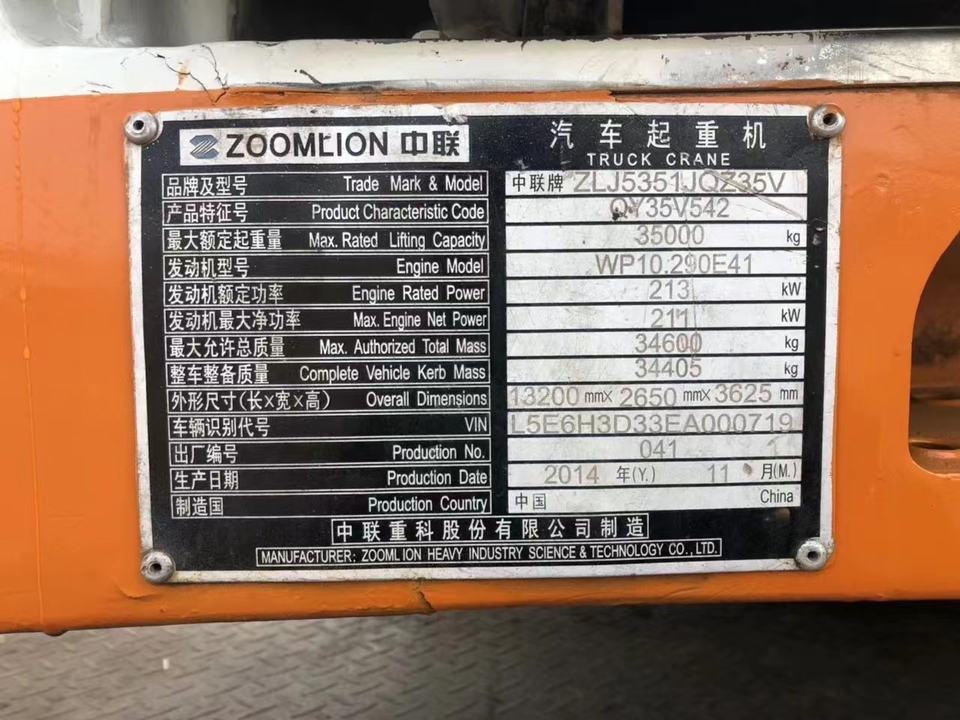 ZOOMLION 中联
汽车起重机
TRUCK CRANE
品牌及型号 Trade Mark & Model 中联牌 ZLJ5351JQZ35V
产品特征号 Product Characteristic Code QY35V542
最大额定起重量 Max. Rated Lifting Capacity 35000 kg
发动机型号 Engine Model WP10.290E41
发动机额定功率 Engine Rated Power 213 kW
发动机最大净功率 Max. Engine Net Power 211 kW
最大允许总质量 Max. Authorized Total Mass 34600 kg
整车整备质量 Complete Vehicle Kerb Mass 34405 kg
外形尺寸(长×宽×高) Overall Dimensions 13200 mm× 2650 mm× 3625 mm
车辆识别代号 VIN L5E6H3D33EA000719
出厂编号 Production No. 041 1
生产日期 Production Date 2014 年(Y.) 11 月(M.)
制造国 Production Country 中国 China
中联重科股份有限公司制造
MANUFACTURER: ZOOMLION HEAVY INDUSTRY SCIENCE & TECHNOLOGY CO., LTD.